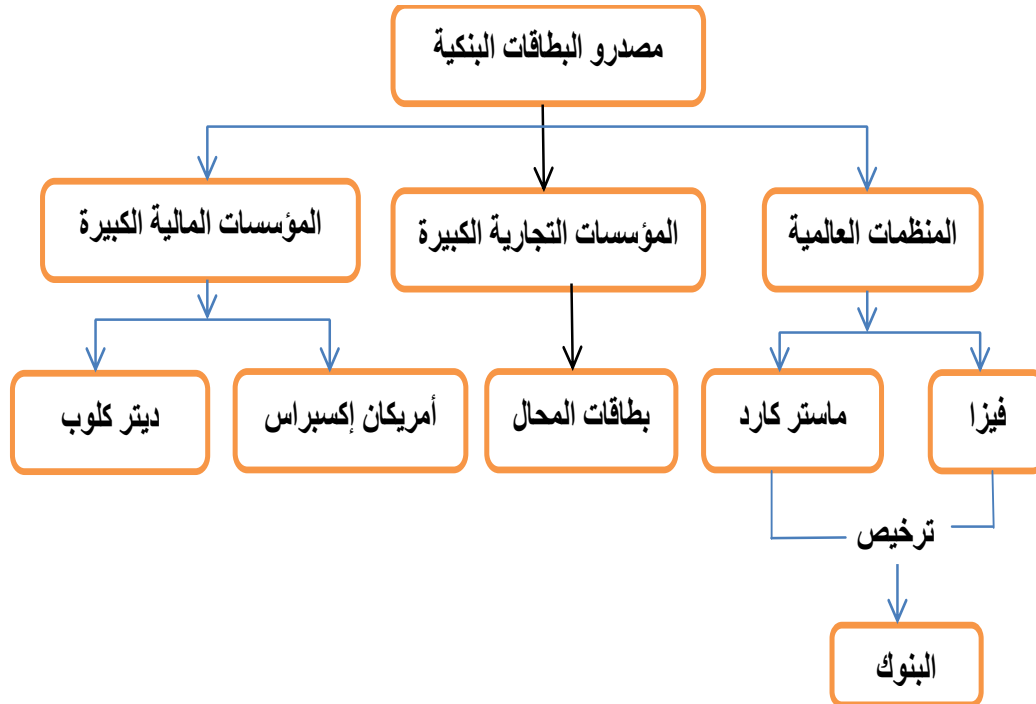 مصدرو البطاقات البنكية
المنظمات العالمية
المؤسسات التجارية الكبيرة
المؤسسات المالية الكبيرة
فيزا
ماستر كارد
بطاقات المحال
أمريكان إكسبراس
ديتر كلوب
ترخيص
البنوك